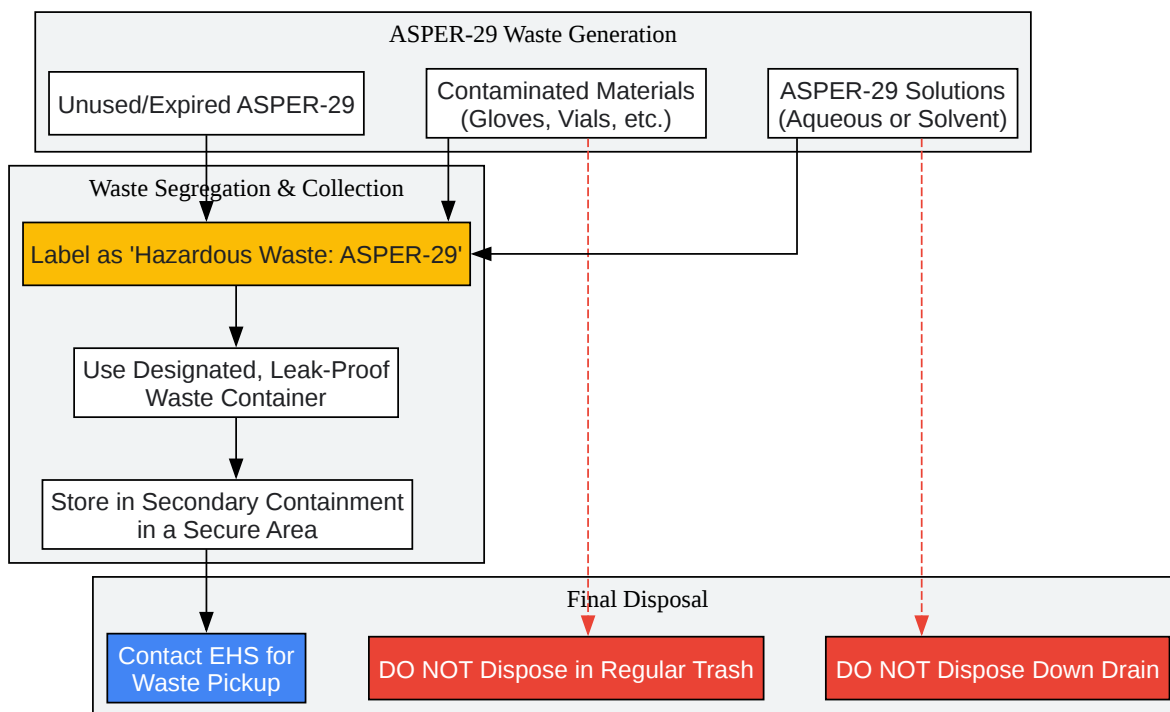 ASPER-29 Waste Generation
Unused/Expired ASPER-29
Contaminated Materials
(Gloves, Vials, etc.)
ASPER-29 Solutions
(Aqueous or Solvent)
Waste Segregation & Collection
Label as 'Hazardous Waste: ASPER-29'
Use Designated, Leak-Proof
Waste Container
Store in Secondary Containment
in a Secure Area
Final Disposal
Contact EHS for
Waste Pickup
DO NOT Dispose in Regular Trash
DO NOT Dispose Down Drain